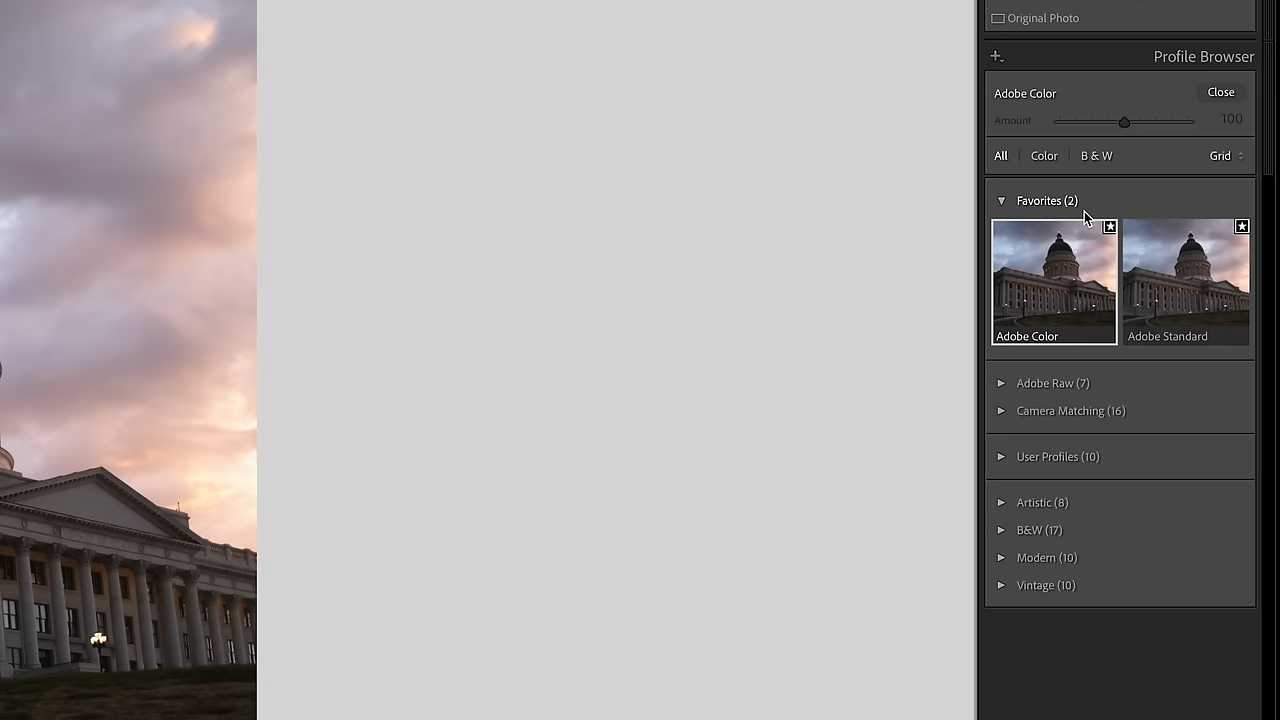 Original Photo
Profile Browser
Adobe Color
Close
Amount
100
All
Color
B & W
Grid
Favorites (2)
Adobe Color
Adobe Standard
Adobe Raw (7)
Camera Matching (16)
User Profiles (10)
Artistic (8)
B&W (17)
Modern (10)
Vintage (10)